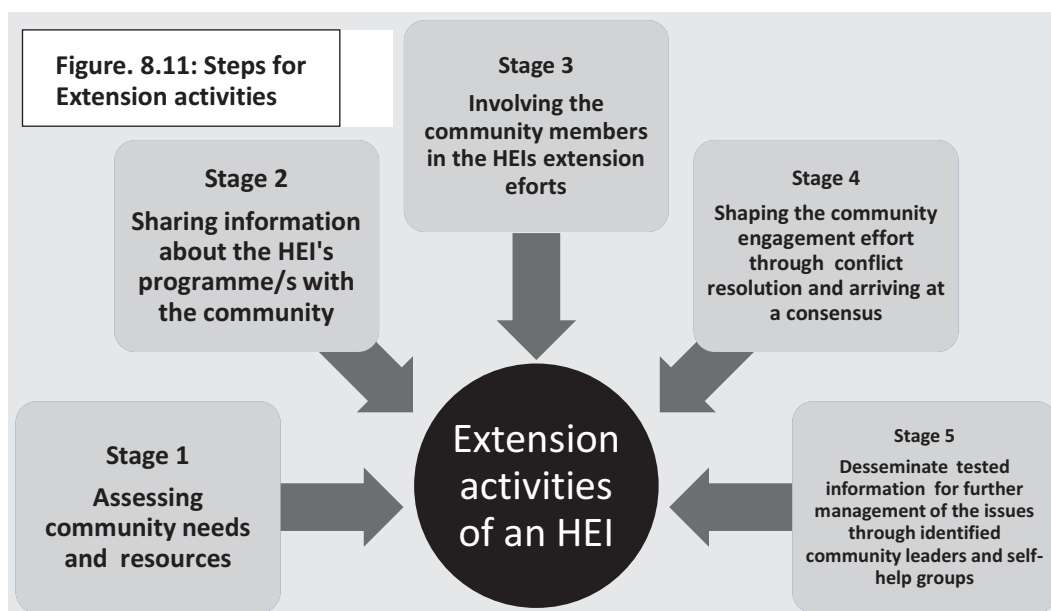 Figure. 8.11: Steps for
Extension activities
Stage 1
Assessing
community needs
and resources
Stage 2
Sharing information
about the HEI's
programme/s with
the community
Stage 3
Involving the
community members
in the HEIs extension
eforts
Stage 4
Shaping the community
engagement effort
through conflict
resolution and arriving at
a consensus
Stage 5
Desseminate tested
information for further
management of the issues
through identified
community leaders and self-
help groups
Extension
activities
of an HEI